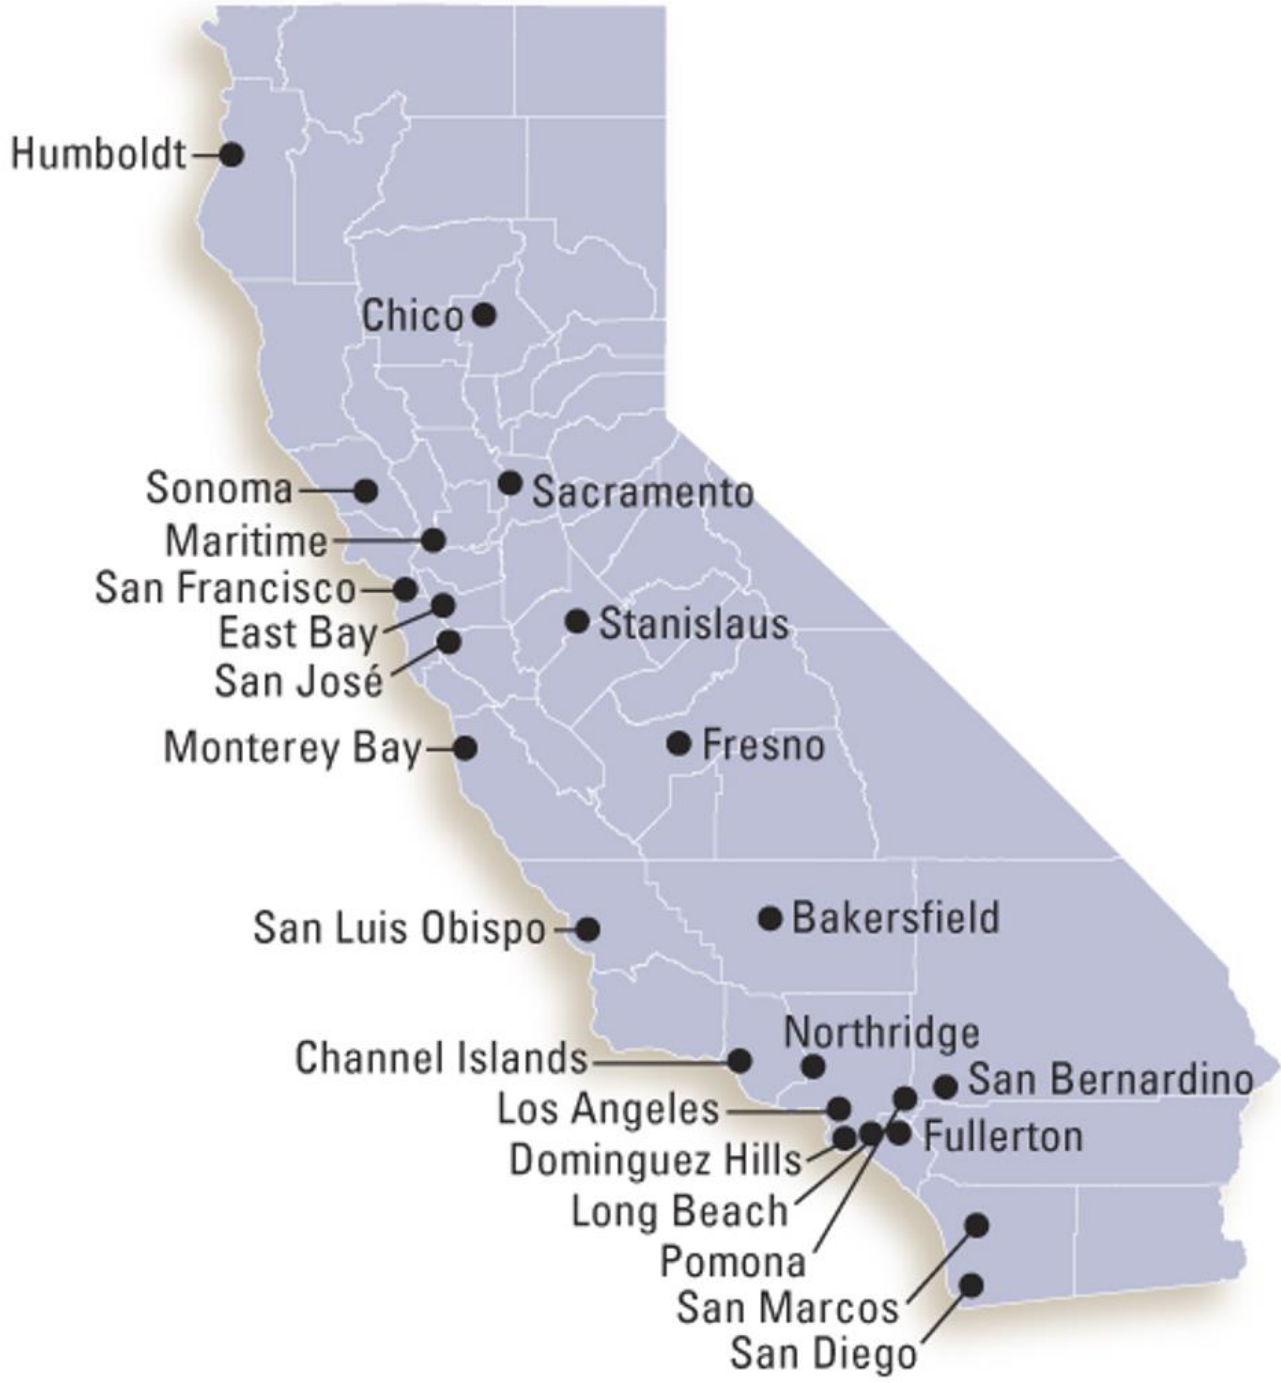 Humboldt
Chico
Sonoma
Sacramento
Maritime
San Francisco
East Bay
Stanislaus
San José
Monterey Bay
Fresno
San Luis Obispo
Bakersfield
Northridge
Channel Islands
San Bernardino
Los Angeles
Fullerton
Dominguez Hills
Long Beach
Pomona
San Marcos
San Diego